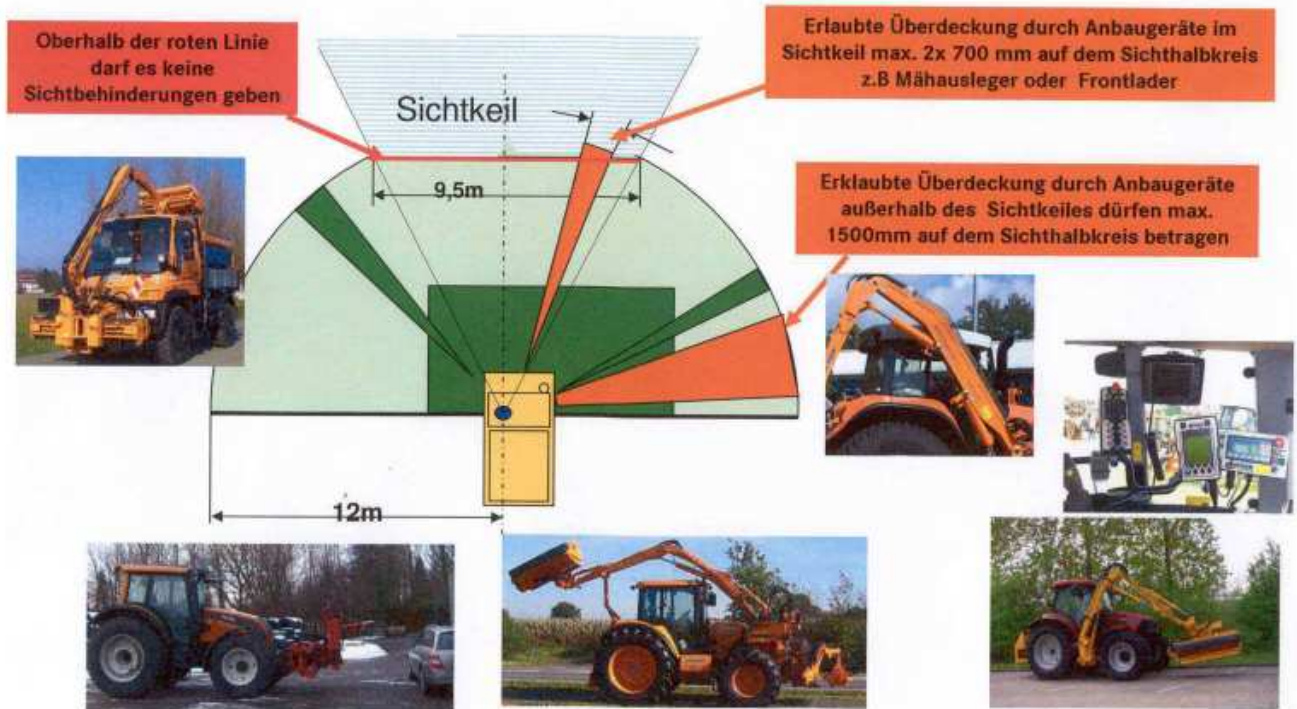 Oberhalb der roten Linie
darf es keine
Sichtbehinderungen geben
Erlaubte Überdeckung durch Anbaugeräte im
Sichtkeil max. 2x 700 mm auf dem Sichthalbkreis
z.B Mähausleger oder Frontlader
Sichtkeil
9,5m
Erklaubte Überdeckung durch Anbaugeräte
außerhalb des Sichtkeiles dürfen max.
1500mm auf dem Sichthalbkreis betragen
12m